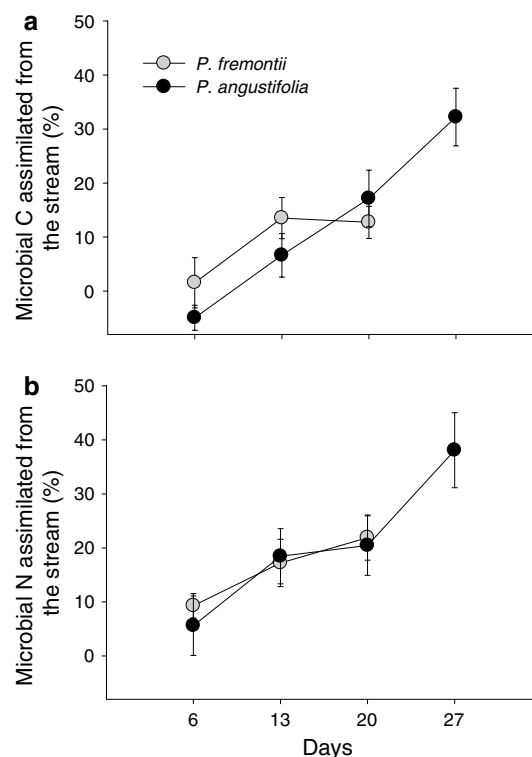 a
Microbial C assimilated from
the stream (%)
50
40
30
20
10
0
P. fremontii
P. angustifolia
b
Microbial N assimilated from
the stream (%)
50
40
30
20
10
0
6 13 20 27
Days